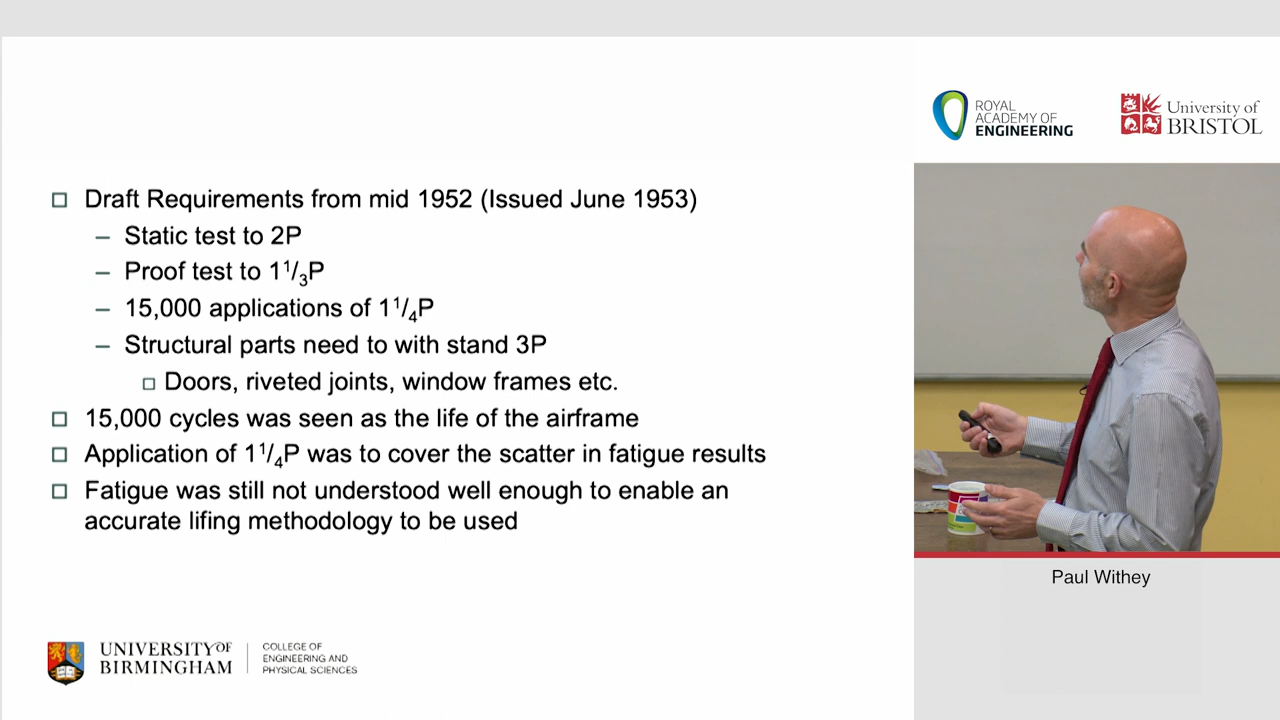 ROYAL
ACADEMY OF
ENGINEERING
University of
BRISTOL
□ Draft Requirements from mid 1952 (Issued June 1953)
– Static test to 2P
– Proof test to 1¹/₃P
– 15,000 applications of 1¹/₄P
– Structural parts need to with stand 3P
□ Doors, riveted joints, window frames etc.
□ 15,000 cycles was seen as the life of the airframe
□ Application of 1¹/₄P was to cover the scatter in fatigue results
□ Fatigue was still not understood well enough to enable an
accurate lifing methodology to be used
Paul Withey
UNIVERSITY OF
BIRMINGHAM
COLLEGE OF
ENGINEERING AND
PHYSICAL SCIENCES